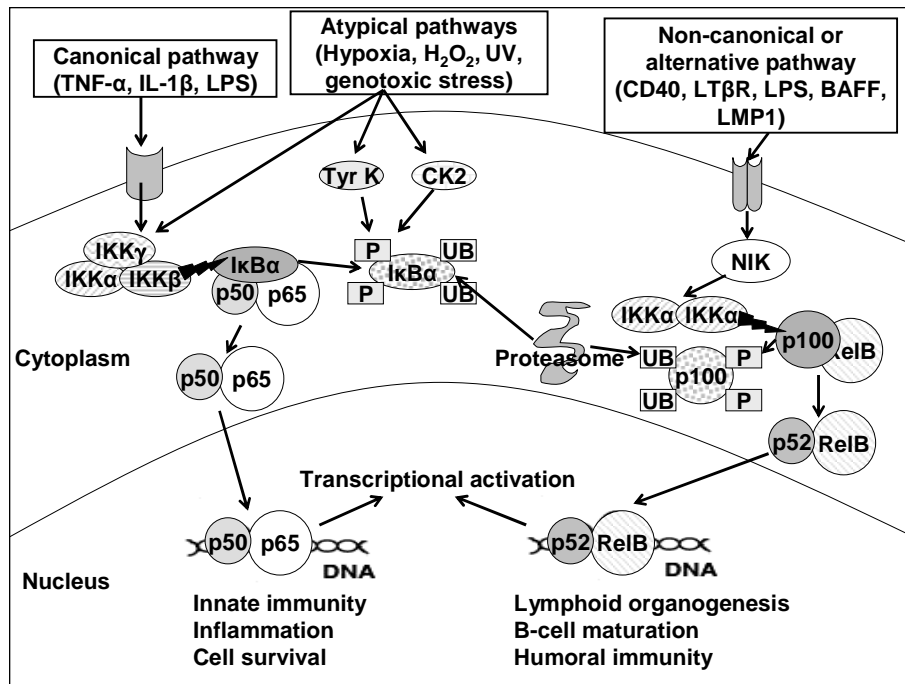 Canonical pathway
(TNF-α, IL-1β, LPS)
Atypical pathways
(Hypoxia, H₂O₂, UV,
genotoxic stress)
Non-canonical or
alternative pathway
(CD40, LTβR, LPS, BAFF,
LMP1)
Tyr K
CK2
IKKγ
IKKα
IKKβ
IκBα
p50
p65
P
UB
IκBα
P
UB
NIK
IKKα
IKKα
p100
RelB
Cytoplasm
p50
p65
Proteasome
UB
P
p100
UB
P
p52
RelB
Transcriptional activation
p50
p65
DNA
p52
RelB
DNA
Nucleus
Innate immunity
Inflammation
Cell survival
Lymphoid organogenesis
B-cell maturation
Humoral immunity